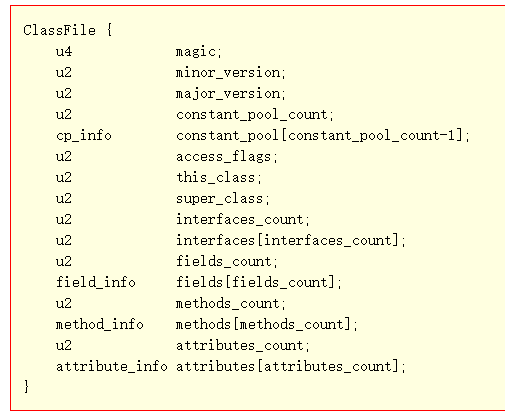 ClassFile {
    u4             magic;
    u2             minor_version;
    u2             major_version;
    u2             constant_pool_count;
    cp_info        constant_pool[constant_pool_count-1];
    u2             access_flags;
    u2             this_class;
    u2             super_class;
    u2             interfaces_count;
    u2             interfaces[interfaces_count];
    u2             fields_count;
    field_info     fields[fields_count];
    u2             methods_count;
    method_info    methods[methods_count];
    u2             attributes_count;
    attribute_info attributes[attributes_count];
}